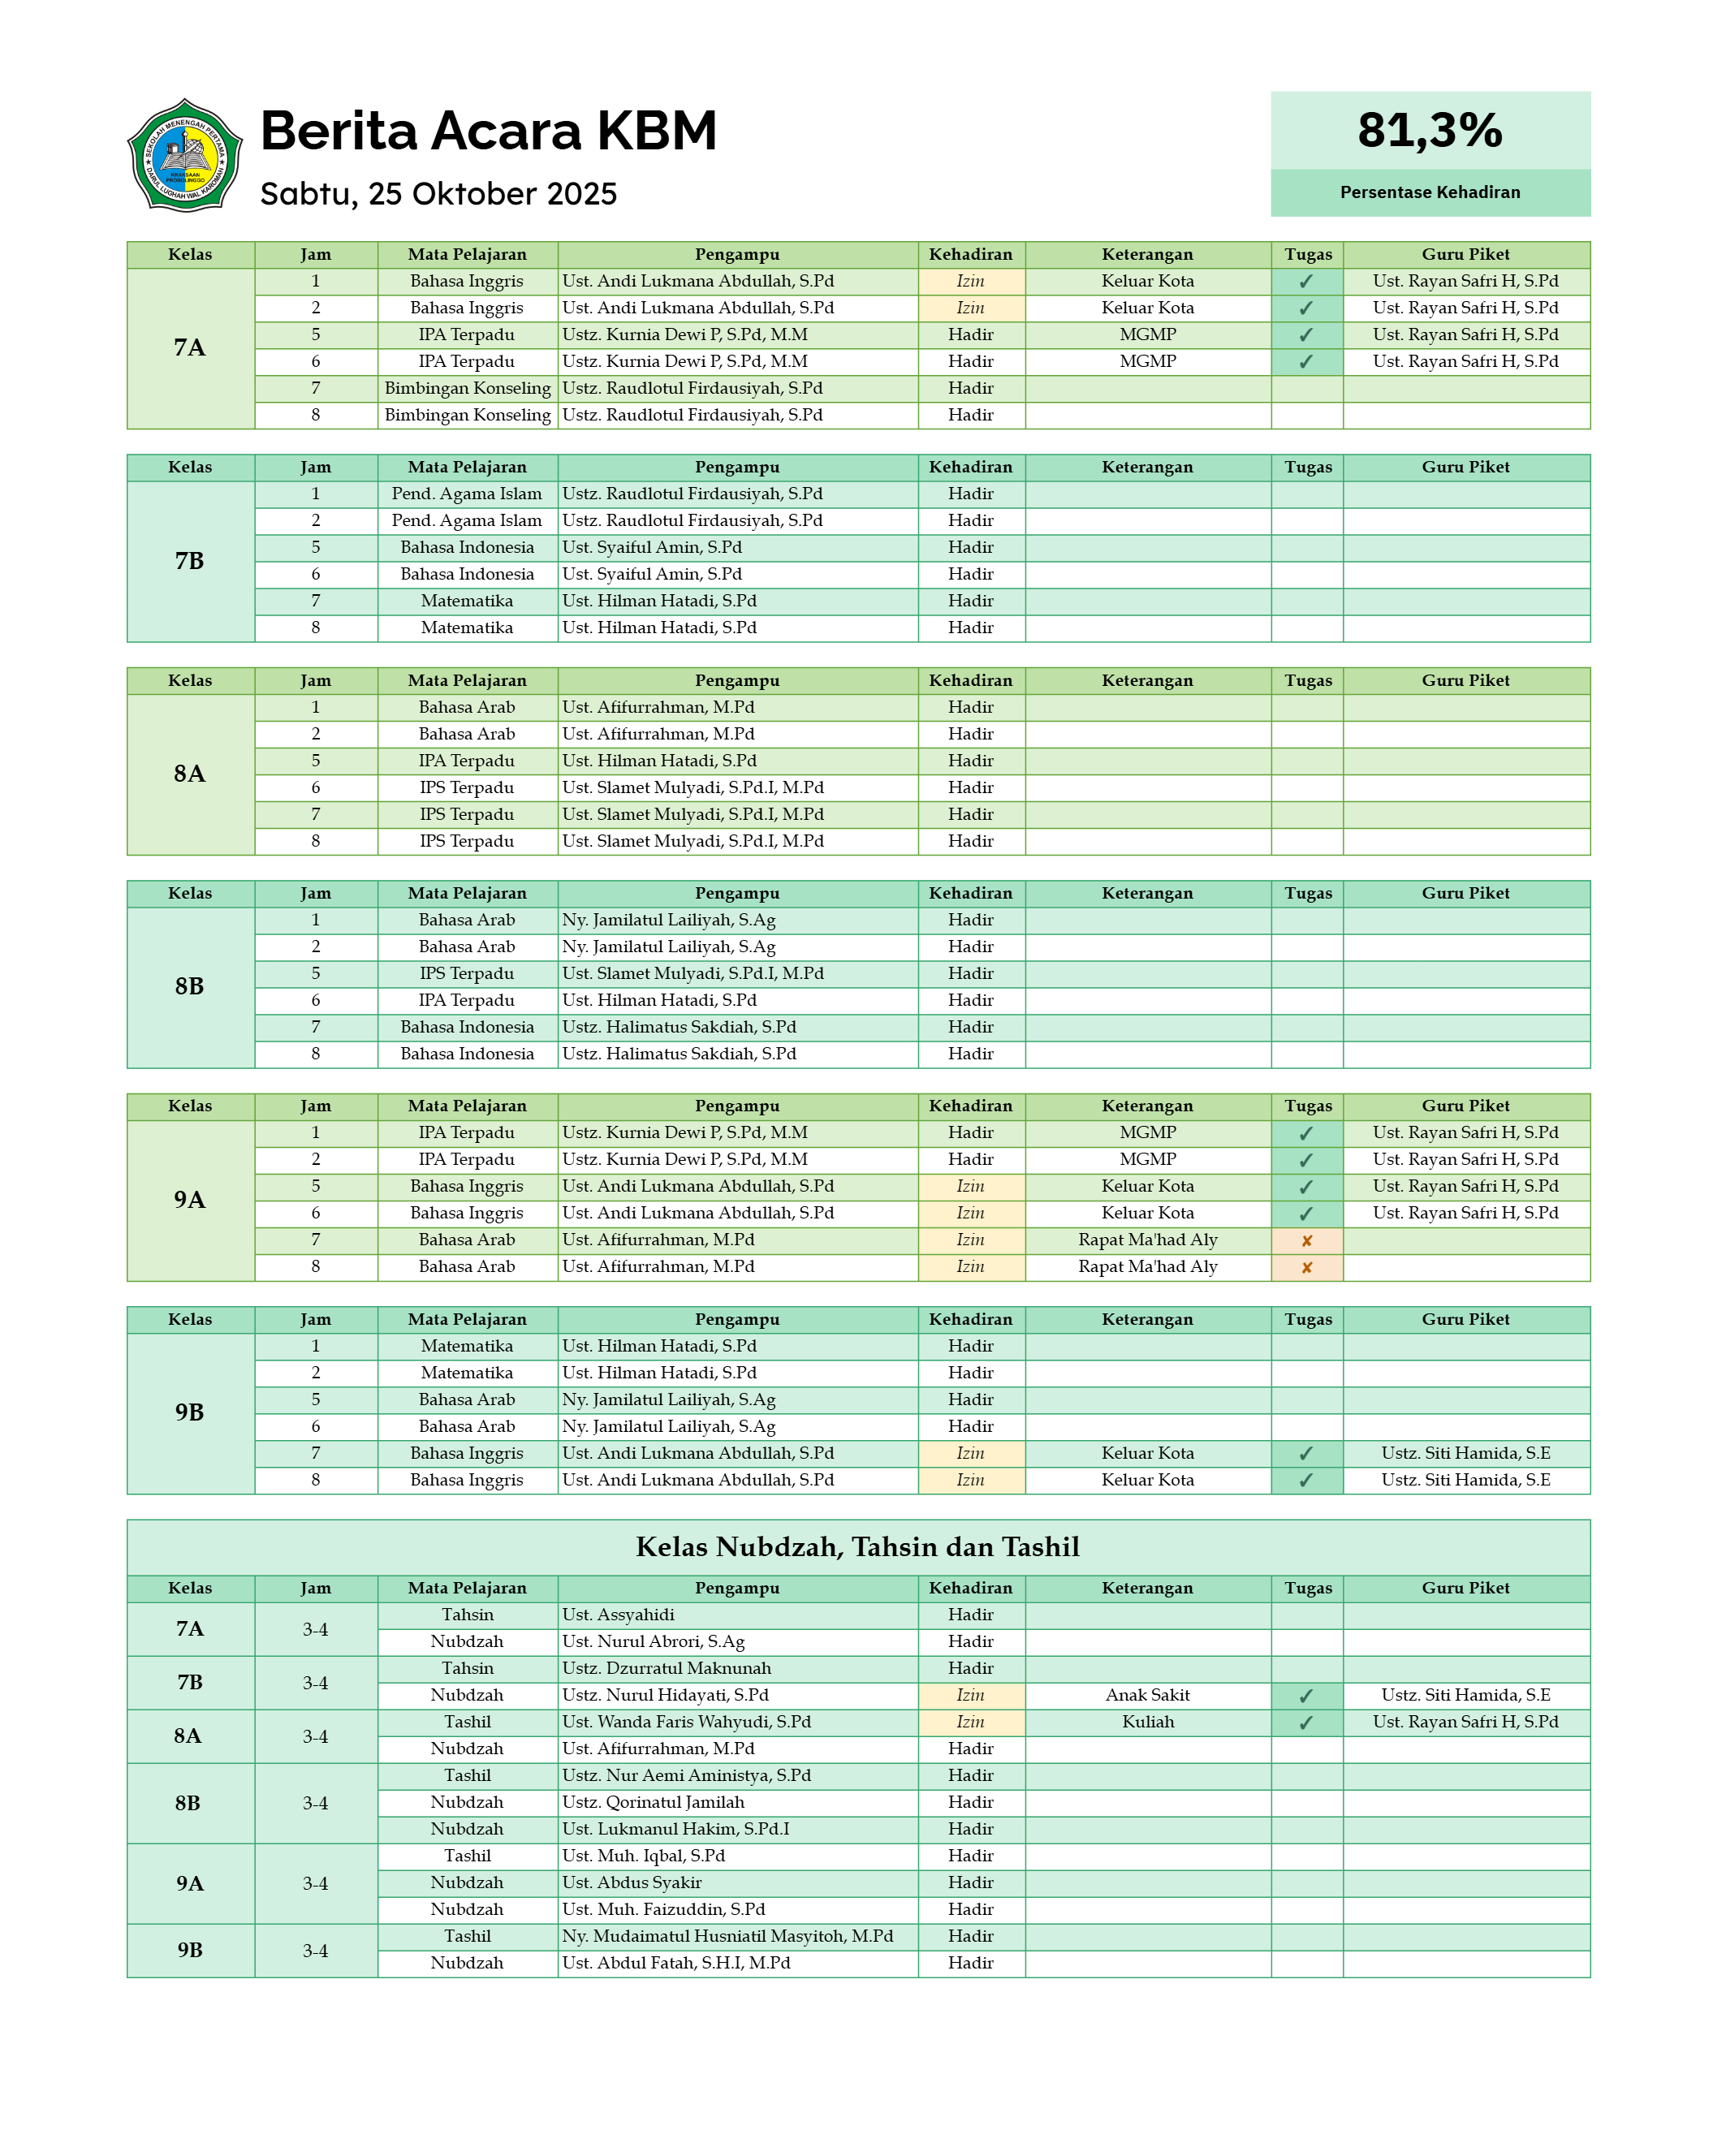 SEKOLAH MENENGAH PERTAMA
DARUL LUGHAH WAL KAROMAH
KRAKSAAN
PROBOLINGGO
Berita Acara KBM
Sabtu, 25 Oktober 2025
81,3%
Persentase Kehadiran
Kelas Jam Mata Pelajaran Pengampu Kehadiran Keterangan Tugas Guru Piket
7A
1 Bahasa Inggris Ust. Andi Lukmana Abdullah, S.Pd Izin Keluar Kota ✓ Ust. Rayan Safri H, S.Pd
2 Bahasa Inggris Ust. Andi Lukmana Abdullah, S.Pd Izin Keluar Kota ✓ Ust. Rayan Safri H, S.Pd
5 IPA Terpadu Ustz. Kurnia Dewi P, S.Pd, M.M Hadir MGMP ✓ Ust. Rayan Safri H, S.Pd
6 IPA Terpadu Ustz. Kurnia Dewi P, S.Pd, M.M Hadir MGMP ✓ Ust. Rayan Safri H, S.Pd
7 Bimbingan Konseling Ustz. Raudlotul Firdausiyah, S.Pd Hadir
8 Bimbingan Konseling Ustz. Raudlotul Firdausiyah, S.Pd Hadir
Kelas Jam Mata Pelajaran Pengampu Kehadiran Keterangan Tugas Guru Piket
7B
1 Pend. Agama Islam Ustz. Raudlotul Firdausiyah, S.Pd Hadir
2 Pend. Agama Islam Ustz. Raudlotul Firdausiyah, S.Pd Hadir
5 Bahasa Indonesia Ust. Syaiful Amin, S.Pd Hadir
6 Bahasa Indonesia Ust. Syaiful Amin, S.Pd Hadir
7 Matematika Ust. Hilman Hatadi, S.Pd Hadir
8 Matematika Ust. Hilman Hatadi, S.Pd Hadir
Kelas Jam Mata Pelajaran Pengampu Kehadiran Keterangan Tugas Guru Piket
8A
1 Bahasa Arab Ust. Afifurrahman, M.Pd Hadir
2 Bahasa Arab Ust. Afifurrahman, M.Pd Hadir
5 IPA Terpadu Ust. Hilman Hatadi, S.Pd Hadir
6 IPS Terpadu Ust. Slamet Mulyadi, S.Pd.I, M.Pd Hadir
7 IPS Terpadu Ust. Slamet Mulyadi, S.Pd.I, M.Pd Hadir
8 IPS Terpadu Ust. Slamet Mulyadi, S.Pd.I, M.Pd Hadir
Kelas Jam Mata Pelajaran Pengampu Kehadiran Keterangan Tugas Guru Piket
8B
1 Bahasa Arab Ny. Jamilatul Lailiyah, S.Ag Hadir
2 Bahasa Arab Ny. Jamilatul Lailiyah, S.Ag Hadir
5 IPS Terpadu Ust. Slamet Mulyadi, S.Pd.I, M.Pd Hadir
6 IPA Terpadu Ust. Hilman Hatadi, S.Pd Hadir
7 Bahasa Indonesia Ustz. Halimatus Sakdiah, S.Pd Hadir
8 Bahasa Indonesia Ustz. Halimatus Sakdiah, S.Pd Hadir
Kelas Jam Mata Pelajaran Pengampu Kehadiran Keterangan Tugas Guru Piket
9A
1 IPA Terpadu Ustz. Kurnia Dewi P, S.Pd, M.M Hadir MGMP ✓ Ust. Rayan Safri H, S.Pd
2 IPA Terpadu Ustz. Kurnia Dewi P, S.Pd, M.M Hadir MGMP ✓ Ust. Rayan Safri H, S.Pd
5 Bahasa Inggris Ust. Andi Lukmana Abdullah, S.Pd Izin Keluar Kota ✓ Ust. Rayan Safri H, S.Pd
6 Bahasa Inggris Ust. Andi Lukmana Abdullah, S.Pd Izin Keluar Kota ✓ Ust. Rayan Safri H, S.Pd
7 Bahasa Arab Ust. Afifurrahman, M.Pd Izin Rapat Ma'had Aly ✘
8 Bahasa Arab Ust. Afifurrahman, M.Pd Izin Rapat Ma'had Aly ✘
Kelas Jam Mata Pelajaran Pengampu Kehadiran Keterangan Tugas Guru Piket
9B
1 Matematika Ust. Hilman Hatadi, S.Pd Hadir
2 Matematika Ust. Hilman Hatadi, S.Pd Hadir
5 Bahasa Arab Ny. Jamilatul Lailiyah, S.Ag Hadir
6 Bahasa Arab Ny. Jamilatul Lailiyah, S.Ag Hadir
7 Bahasa Inggris Ust. Andi Lukmana Abdullah, S.Pd Izin Keluar Kota ✓ Ustz. Siti Hamida, S.E
8 Bahasa Inggris Ust. Andi Lukmana Abdullah, S.Pd Izin Keluar Kota ✓ Ustz. Siti Hamida, S.E
Kelas Nubdzah, Tahsin dan Tashil
Kelas Jam Mata Pelajaran Pengampu Kehadiran Keterangan Tugas Guru Piket
7A 3-4 Tahsin Ust. Assyahidi Hadir
Nubdzah Ust. Nurul Abrori, S.Ag Hadir
7B 3-4 Tahsin Ustz. Dzurratul Maknunah Hadir
Nubdzah Ustz. Nurul Hidayati, S.Pd Izin Anak Sakit ✓ Ustz. Siti Hamida, S.E
8A 3-4 Tashil Ust. Wanda Faris Wahyudi, S.Pd Izin Kuliah ✓ Ust. Rayan Safri H, S.Pd
Nubdzah Ust. Afifurrahman, M.Pd Hadir
8B 3-4 Tashil Ustz. Nur Aemi Aministya, S.Pd Hadir
Nubdzah Ustz. Qorinatul Jamilah Hadir
Nubdzah Ust. Lukmanul Hakim, S.Pd.I Hadir
9A 3-4 Tashil Ust. Muh. Iqbal, S.Pd Hadir
Nubdzah Ust. Abdus Syakir Hadir
Nubdzah Ust. Muh. Faizuddin, S.Pd Hadir
9B 3-4 Tashil Ny. Mudaimatul Husniatil Masyitoh, M.Pd Hadir
Nubdzah Ust. Abdul Fatah, S.H.I, M.Pd Hadir